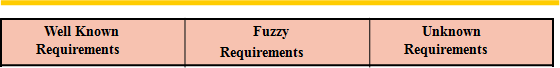 Well Known
Requirements
Fuzzy
Requirements
Unknown
Requirements